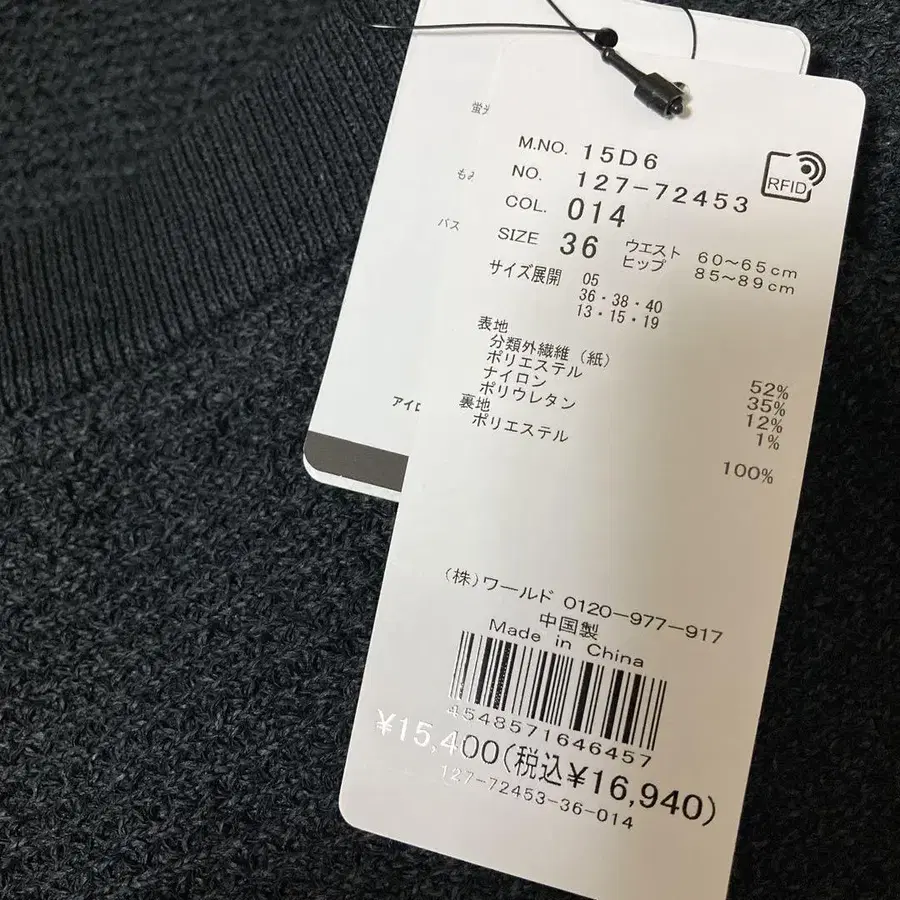 M.NO. 15D6
NO. 127-72453
RFID
COL. 014
SIZE 36 ウエスト 60~65cm
ヒップ 85~89cm
サイズ展開 05
36・38・40
13・15・19
表地
分類外繊維(紙) 52%
ポリエステル 35%
ナイロン 12%
ポリウレタン 1%
裏地
ポリエステル 100%
(株)ワールド 0120-977-917
中国製
Made in China
4548571646457
¥15,400(税込¥16,940)
127-72453-36-014
バス
アイロ